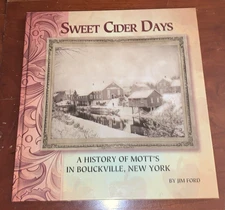 SWEET CIDER DAYS
A HISTORY OF MOTT'S
IN BOUCKVILLE, NEW YORK
BY JIM FORD